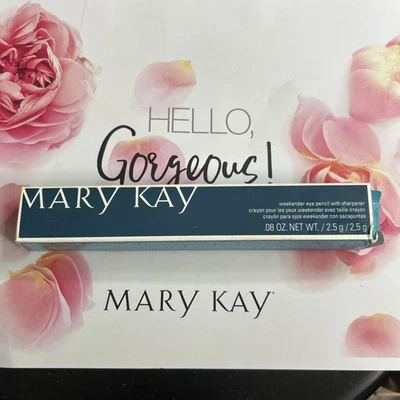 HELLO,
Gorgeous!
MARY KAY
weekender eye pencil with sharpener
crayon pour les yeux weekender avec taille-crayon
crayón para ojos weekender con sacapuntas
.08 OZ. NET WT. / 2.5 g / 2,5 g
MARY KAY®